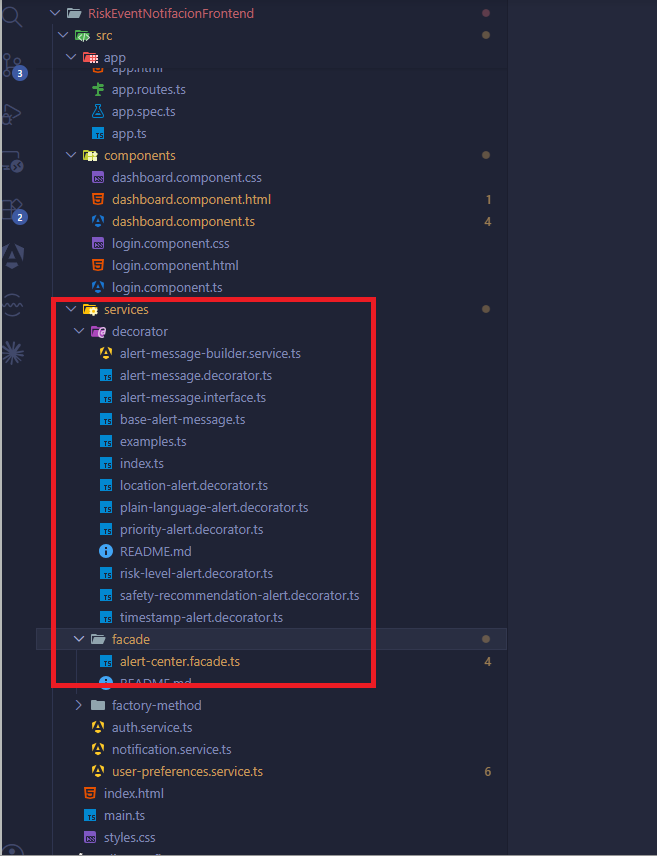 RiskEventNotifacionFrontend
src
app
app.html
app.routes.ts
app.spec.ts
app.ts
components
dashboard.component.css
dashboard.component.html 1
dashboard.component.ts 4
login.component.css
login.component.html
login.component.ts
services
decorator
alert-message-builder.service.ts
alert-message.decorator.ts
alert-message.interface.ts
base-alert-message.ts
examples.ts
index.ts
location-alert.decorator.ts
plain-language-alert.decorator.ts
priority-alert.decorator.ts
README.md
risk-level-alert.decorator.ts
safety-recommendation-alert.decorator.ts
timestamp-alert.decorator.ts
facade
alert-center.facade.ts 4
README.md
factory-method
auth.service.ts
notification.service.ts
user-preferences.service.ts 6
index.html
main.ts
styles.css
3
2